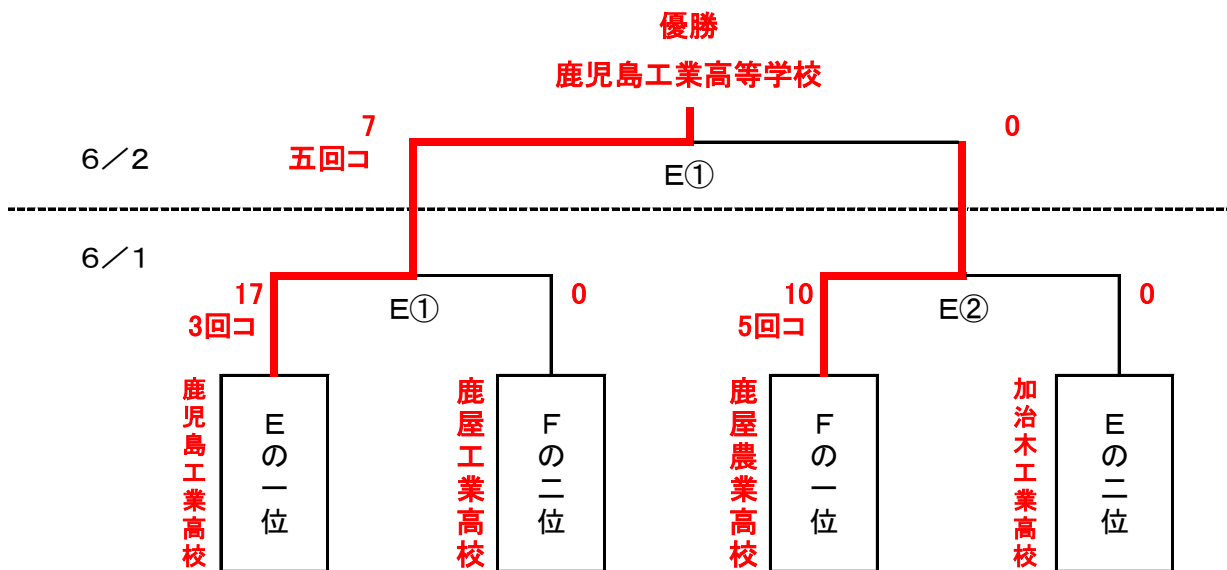 優勝
鹿児島工業高等学校
7
0
五回コ
6／2
E①
6／1
17
0
10
0
3回コ
E①
5回コ
E②
鹿児島工業高校
Eの一位
鹿屋工業高校
Fの二位
鹿屋農業高校
Fの一位
加治木工業高校
Eの二位